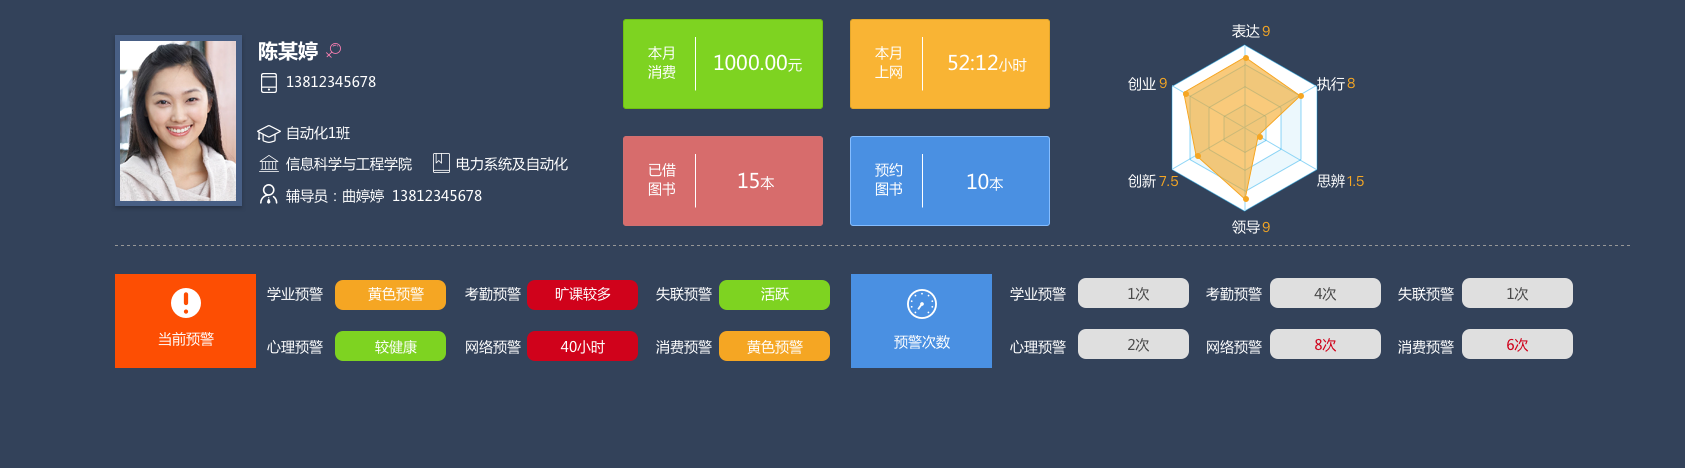 陈某婷
13812345678
自动化1班
信息科学与工程学院 电力系统及自动化
辅导员：曲婷婷 13812345678
本月
消费
1000.00元
本月
上网
52:12小时
已借
图书
15本
预约
图书
10本
表达 9
创业 9
执行 8
创新 7.5
思辨 1.5
领导 9
当前预警
学业预警 黄色预警 考勤预警 旷课较多 失联预警 活跃
心理预警 较健康 网络预警 40小时 消费预警 黄色预警
预警次数
学业预警 1次 考勤预警 4次 失联预警 1次
心理预警 2次 网络预警 8次 消费预警 6次